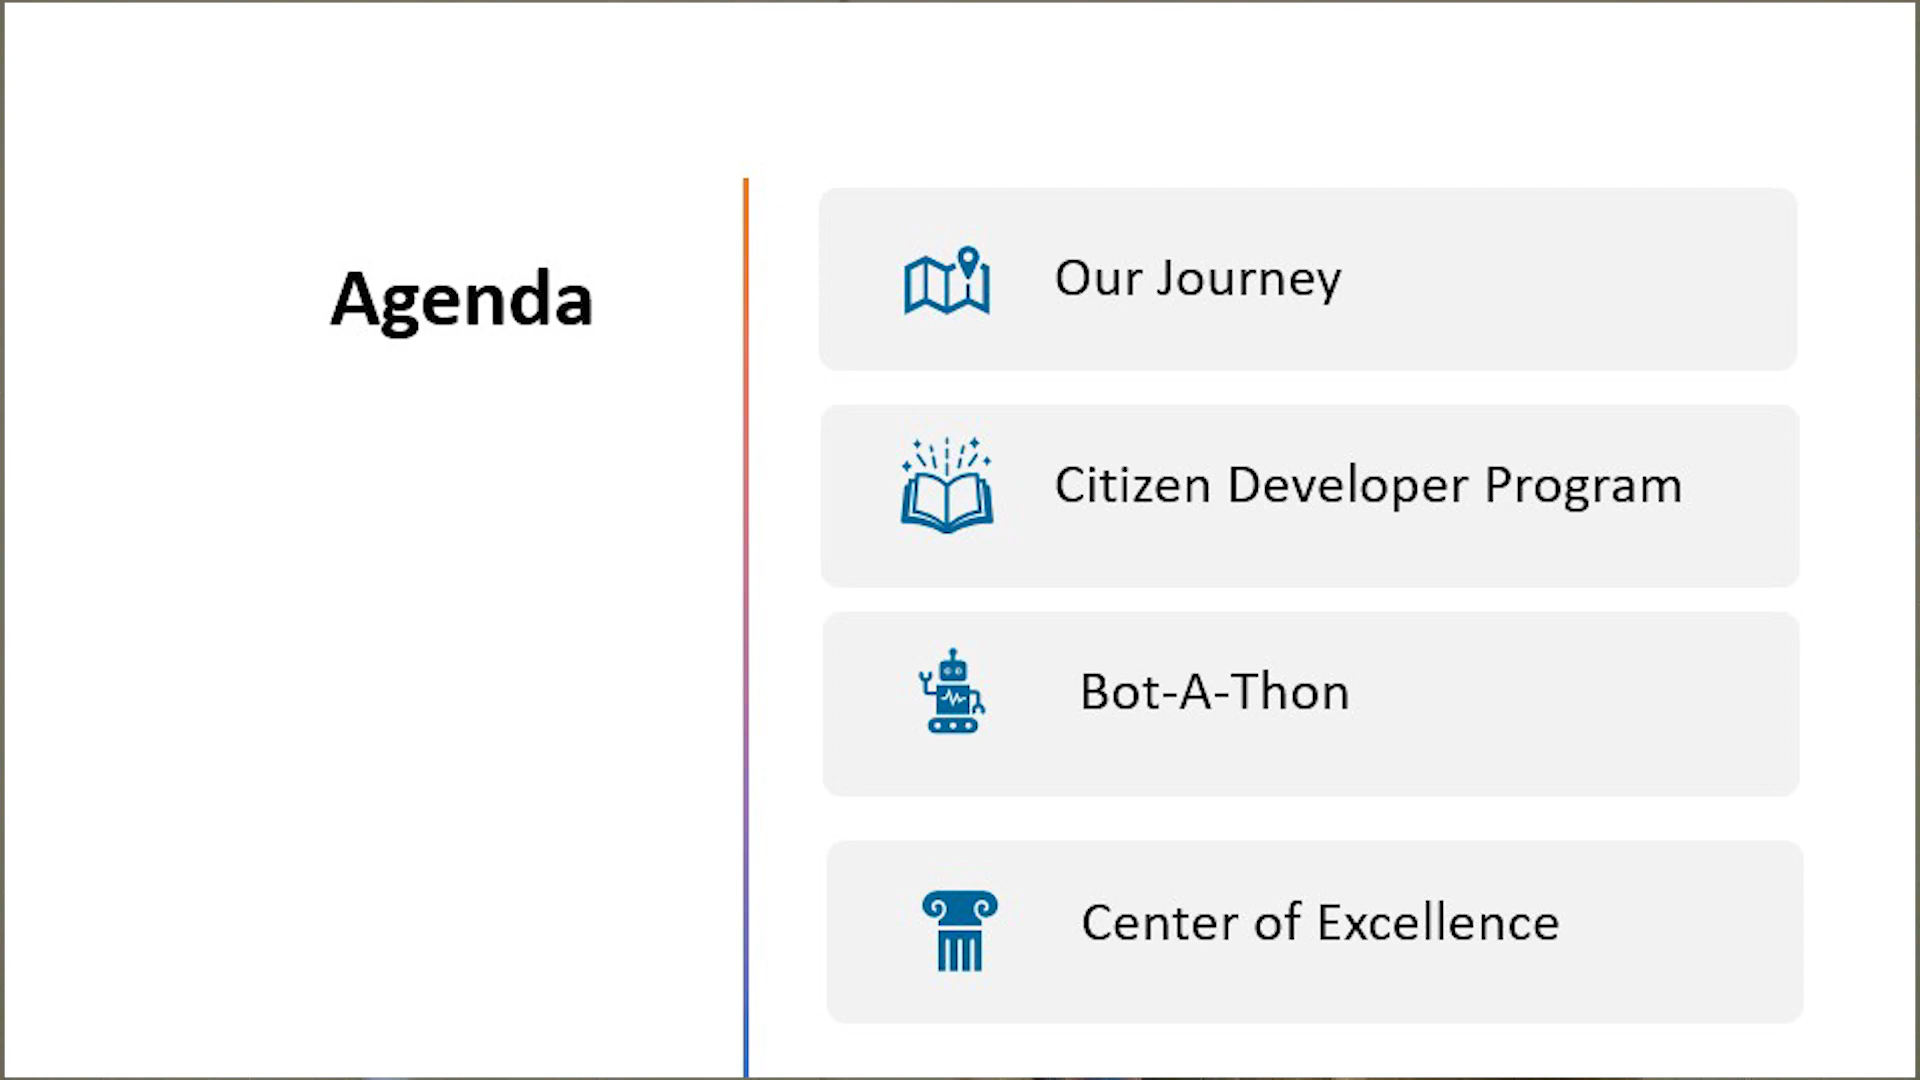 Agenda
Our Journey
Citizen Developer Program
Bot-A-Thon
Center of Excellence